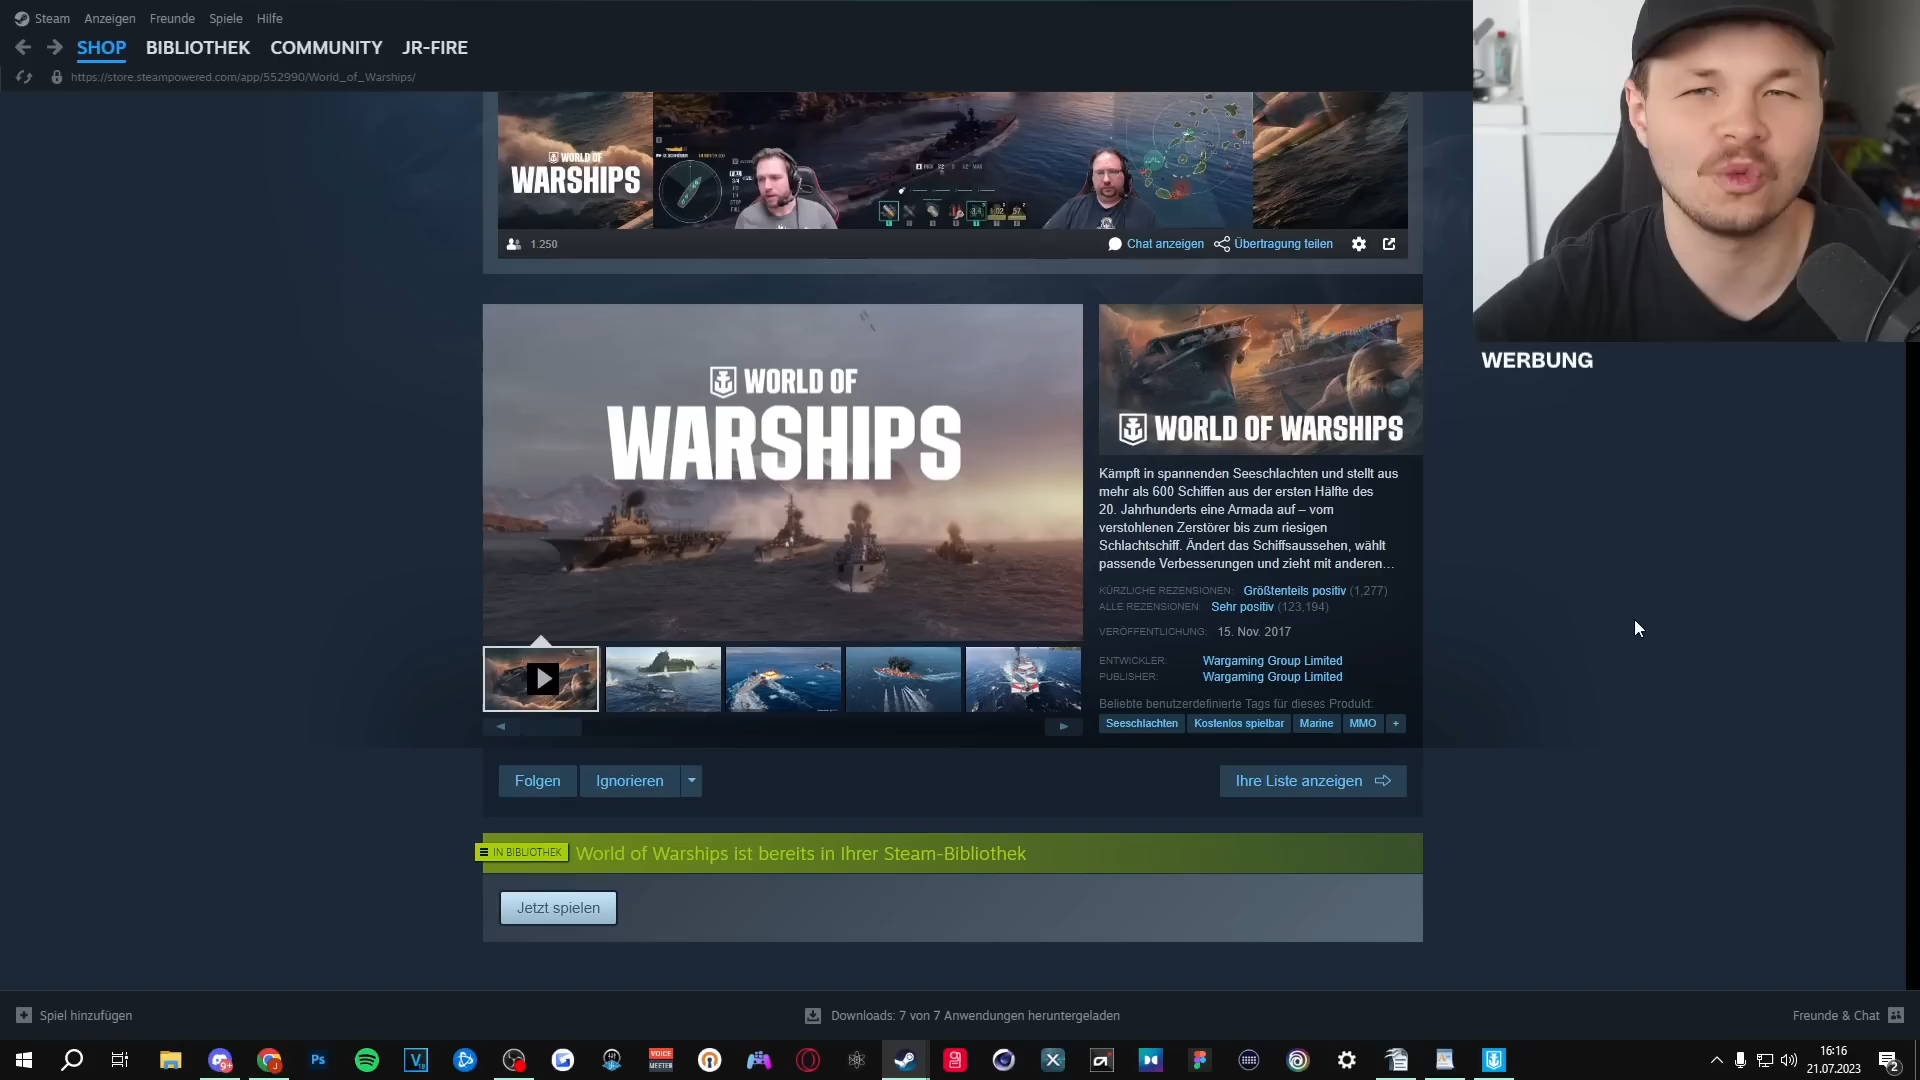 Steam Anzeigen Freunde Spiele Hilfe
SHOP BIBLIOTHEK COMMUNITY JR-FIRE
https://store.steampowered.com/app/552990/World_of_Warships/
WORLD OF
WARSHIPS
1.250
Chat anzeigen Übertragung teilen
WORLD OF
WARSHIPS
WORLD OF WARSHIPS
WERBUNG
Kämpft in spannenden Seeschlachten und stellt aus
mehr als 600 Schiffen aus der ersten Hälfte des
20. Jahrhunderts eine Armada auf – vom
verstohlenen Zerstörer bis zum riesigen
Schlachtschiff. Ändert das Schiffsaussehen, wählt
passende Verbesserungen und zieht mit anderen…
KÜRZLICHE REZENSIONEN: Größtenteils positiv (1,277)
ALLE REZENSIONEN: Sehr positiv (123,194)
VERÖFFENTLICHUNG: 15. Nov. 2017
ENTWICKLER: Wargaming Group Limited
PUBLISHER: Wargaming Group Limited
Beliebte benutzerdefinierte Tags für dieses Produkt:
Seeschlachten Kostenlos spielbar Marine MMO +
Folgen Ignorieren Ihre Liste anzeigen
IN BIBLIOTHEK World of Warships ist bereits in Ihrer Steam-Bibliothek
Jetzt spielen
Spiel hinzufügen Downloads: 7 von 7 Anwendungen heruntergeladen Freunde & Chat
9+ J Ps V VOICE MEETER
16:16
21.07.2023
2